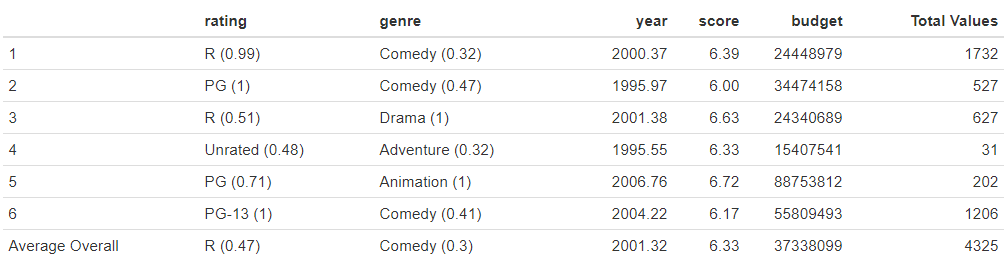 rating genre year score budget Total Values
1 R (0.99) Comedy (0.32) 2000.37 6.39 24448979 1732
2 PG (1) Comedy (0.47) 1995.97 6.00 34474158 527
3 R (0.51) Drama (1) 2001.38 6.63 24340689 627
4 Unrated (0.48) Adventure (0.32) 1995.55 6.33 15407541 31
5 PG (0.71) Animation (1) 2006.76 6.72 88753812 202
6 PG-13 (1) Comedy (0.41) 2004.22 6.17 55809493 1206
Average Overall R (0.47) Comedy (0.3) 2001.32 6.33 37338099 4325